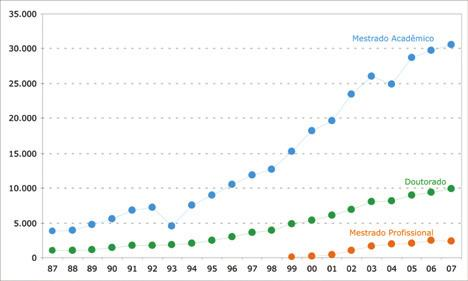 35.000
30.000
25.000
20.000
15.000
10.000
5.000
0
Mestrado Acadêmico
Doutorado
Mestrado Profissional
87 88 89 90 91 92 93 94 95 96 97 98 99 00 01 02 03 04 05 06 07